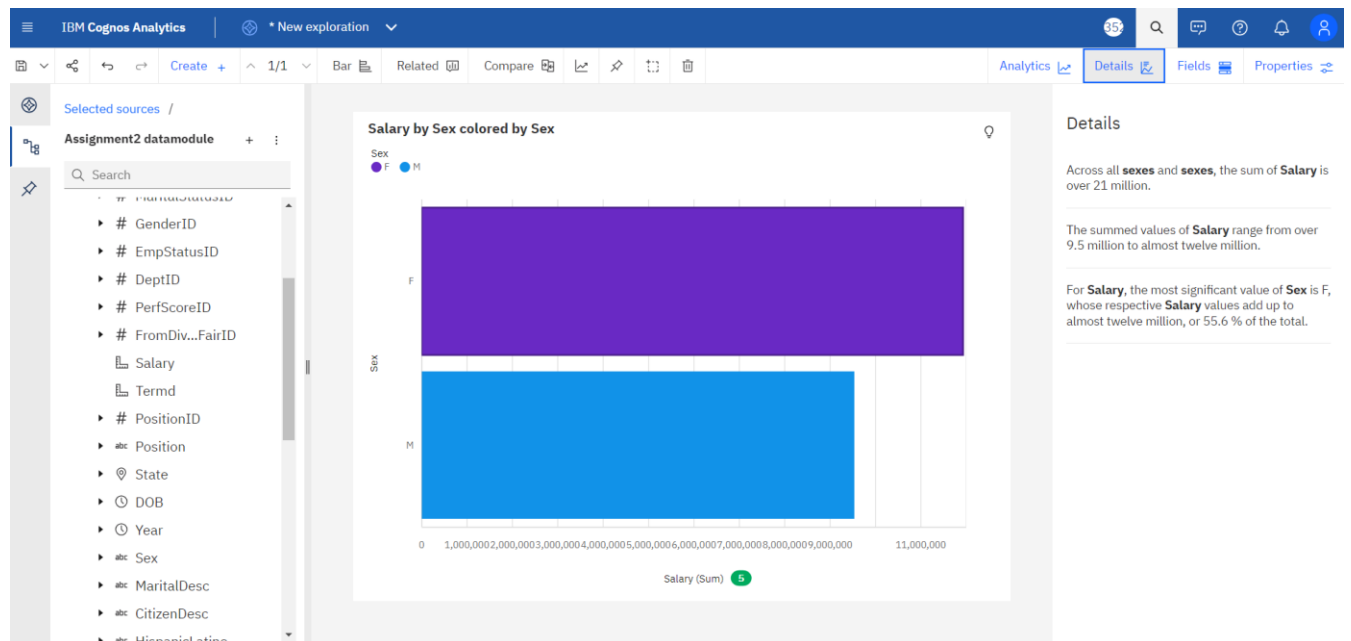 IBM Cognos Analytics
* New exploration
Create +
1/1
Bar
Related
Compare
Analytics
Details
Fields
Properties
Selected sources /
Assignment2 datamodule
Search
# MaritalStatusID
# GenderID
# EmpStatusID
# DeptID
# PerfScoreID
# FromDiv...FairID
Salary
Termd
# PositionID
abc Position
State
DOB
Year
abc Sex
abc MaritalDesc
abc CitizenDesc
Salary by Sex colored by Sex
Sex
F M
F
Sex
M
0 1,000,0002,000,0003,000,0004,000,0005,000,0006,000,0007,000,0008,000,0009,000,000 11,000,000
Salary (Sum) 5
Details
Across all sexes and sexes, the sum of Salary is
over 21 million.
The summed values of Salary range from over
9.5 million to almost twelve million.
For Salary, the most significant value of Sex is F,
whose respective Salary values add up to
almost twelve million, or 55.6 % of the total.